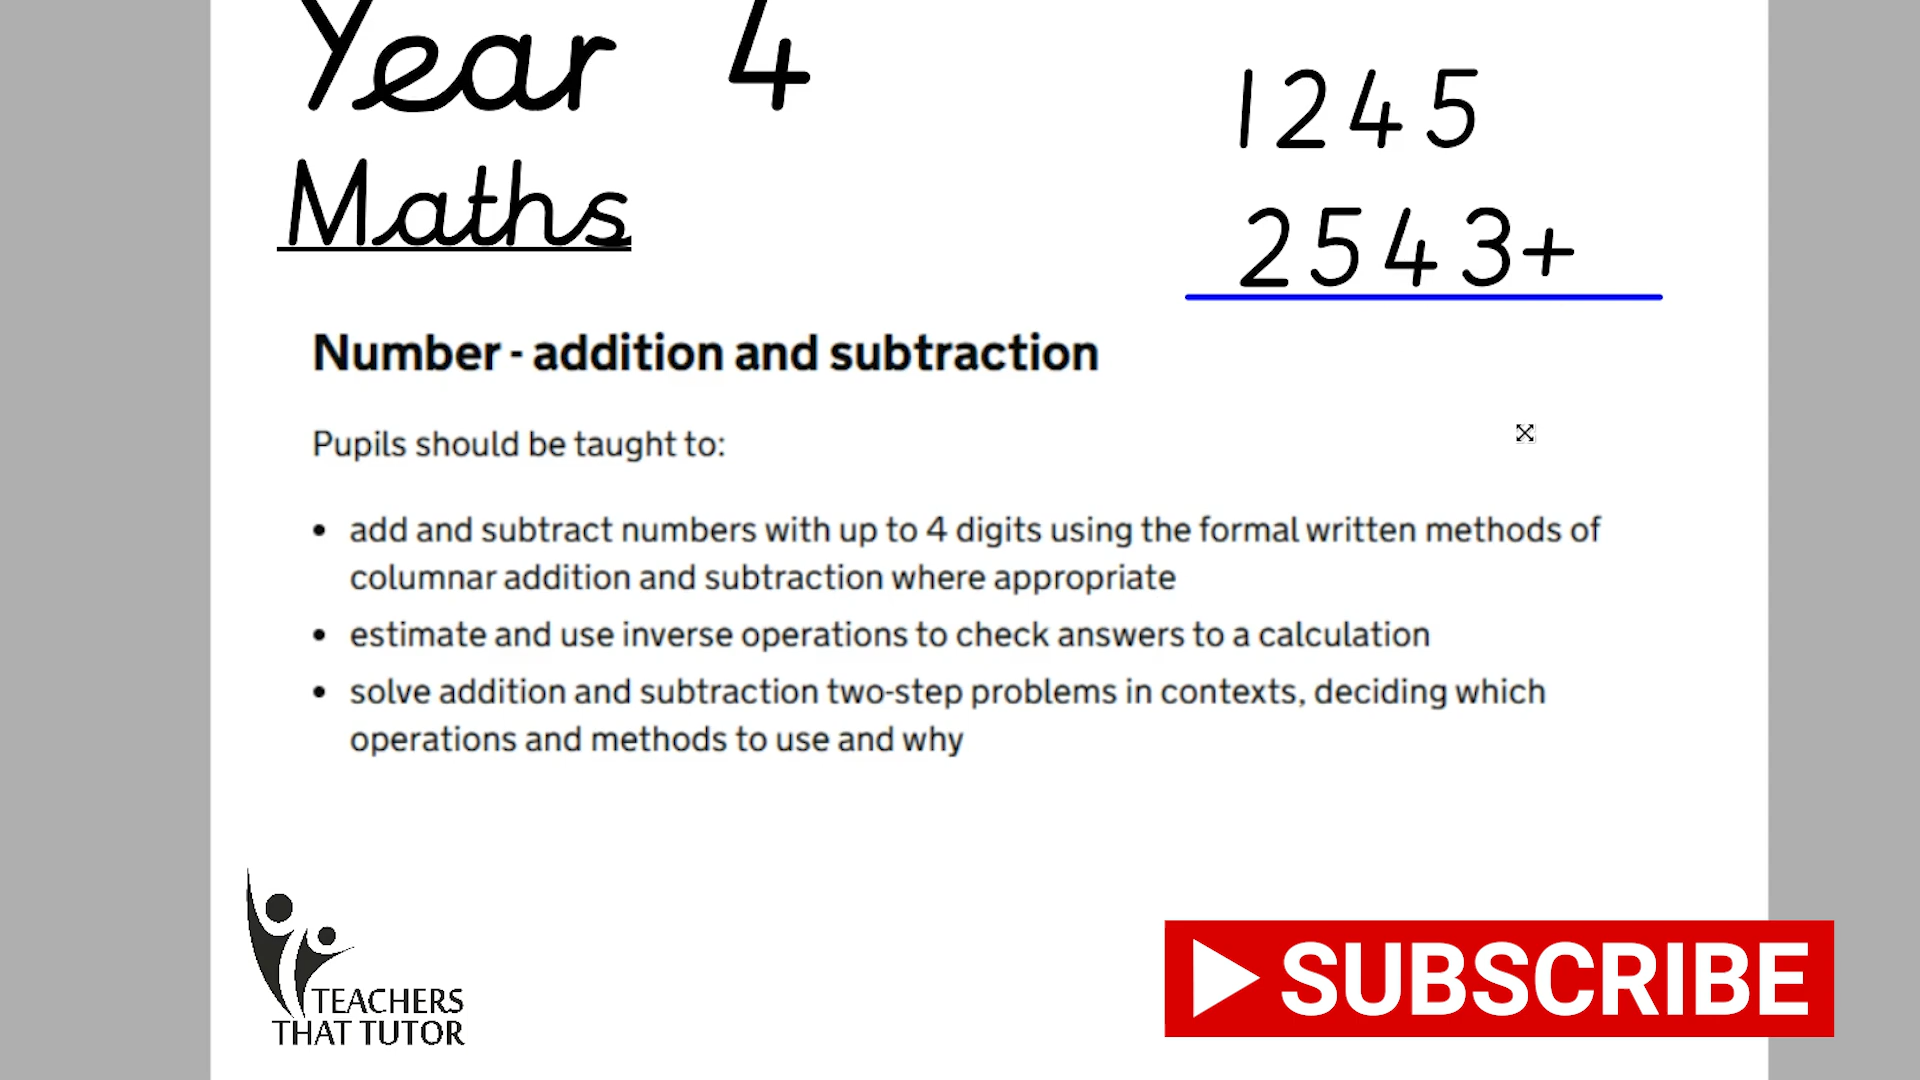 Year 4
Maths
1245
2543+
Number - addition and subtraction
Pupils should be taught to:
• add and subtract numbers with up to 4 digits using the formal written methods of
columnar addition and subtraction where appropriate
• estimate and use inverse operations to check answers to a calculation
• solve addition and subtraction two-step problems in contexts, deciding which
operations and methods to use and why
TEACHERS
THAT TUTOR
SUBSCRIBE